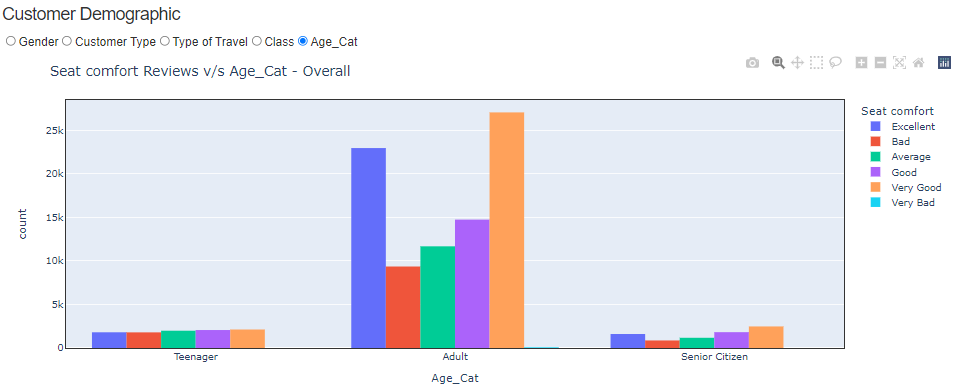 Customer Demographic
Gender Customer Type Type of Travel Class Age_Cat
Seat comfort Reviews v/s Age_Cat - Overall
Seat comfort
Excellent
Bad
Average
Good
Very Good
Very Bad
count
25k
20k
15k
10k
5k
0
Teenager Adult Senior Citizen
Age_Cat